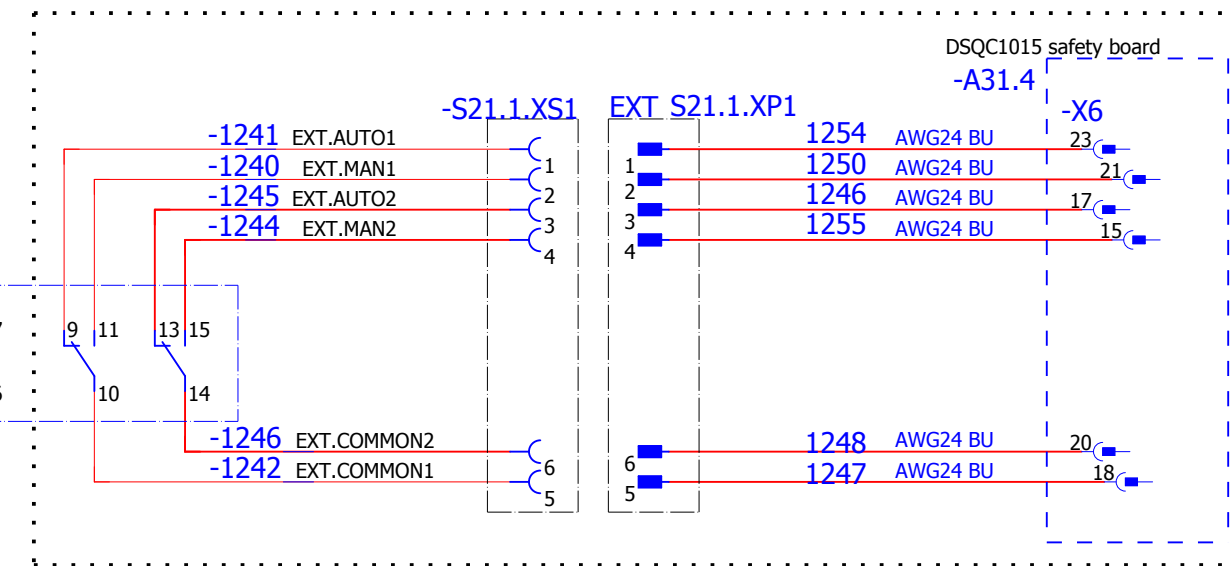 DSQC1015 safety board
-A31.4
-S21.1.XS1 EXT S21.1.XP1 -X6
-1241 EXT.AUTO1 1 1 1254 AWG24 BU 23
-1240 EXT.MAN1 2 2 1250 AWG24 BU 21
-1245 EXT.AUTO2 3 3 1246 AWG24 BU 17
-1244 EXT.MAN2 4 4 1255 AWG24 BU 15
9 11 13 15
10 14
-1246 EXT.COMMON2 6 6 1248 AWG24 BU 20
-1242 EXT.COMMON1 5 5 1247 AWG24 BU 18